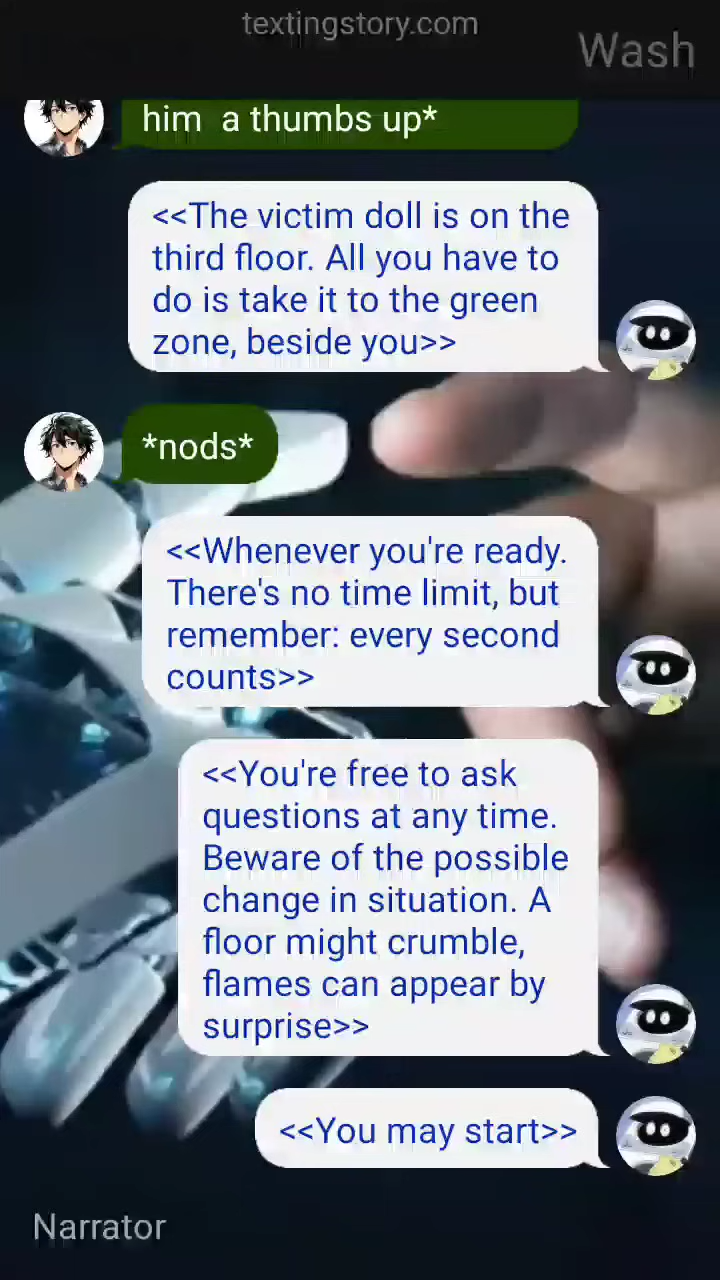 textingstory.com
Wash
him a thumbs up*
<<The victim doll is on the
third floor. All you have to
do is take it to the green
zone, beside you>>
*nods*
<<Whenever you're ready.
There's no time limit, but
remember: every second
counts>>
<<You're free to ask
questions at any time.
Beware of the possible
change in situation. A
floor might crumble,
flames can appear by
surprise>>
<<You may start>>
Narrator